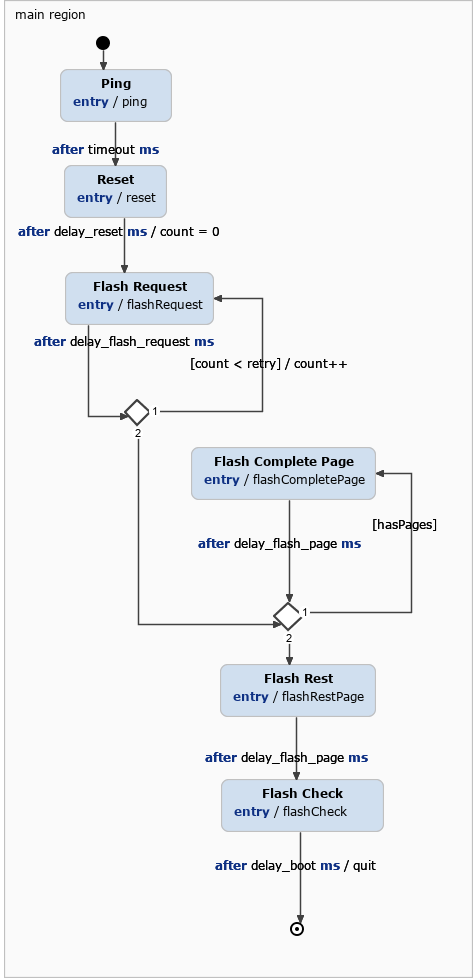 main region
Ping
entry / ping
after timeout ms
Reset
entry / reset
after delay_reset ms / count = 0
Flash Request
entry / flashRequest
after delay_flash_request ms
[count < retry] / count++
1
2
Flash Complete Page
entry / flashCompletePage
[hasPages]
after delay_flash_page ms
1
2
Flash Rest
entry / flashRestPage
after delay_flash_page ms
Flash Check
entry / flashCheck
after delay_boot ms / quit